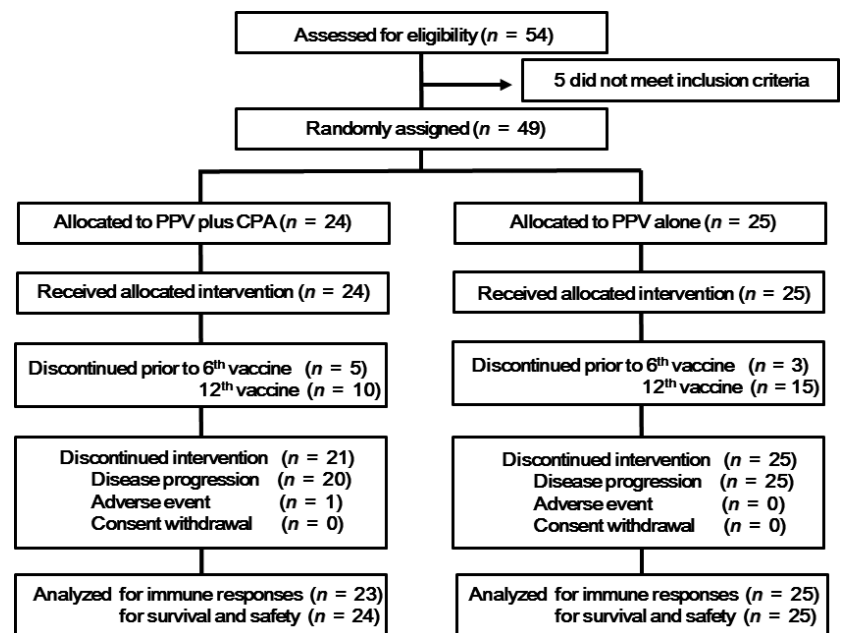 Assessed for eligibility (n = 54)
5 did not meet inclusion criteria
Randomly assigned (n = 49)
Allocated to PPV plus CPA (n = 24)
Received allocated intervention (n = 24)
Discontinued prior to 6th vaccine (n = 5)
12th vaccine (n = 10)
Discontinued intervention (n = 21)
Disease progression (n = 20)
Adverse event (n = 1)
Consent withdrawal (n = 0)
Analyzed for immune responses (n = 23)
for survival and safety (n = 24)
Allocated to PPV alone (n = 25)
Received allocated intervention (n = 25)
Discontinued prior to 6th vaccine (n = 3)
12th vaccine (n = 15)
Discontinued intervention (n = 25)
Disease progression (n = 25)
Adverse event (n = 0)
Consent withdrawal (n = 0)
Analyzed for immune responses (n = 25)
for survival and safety (n = 25)